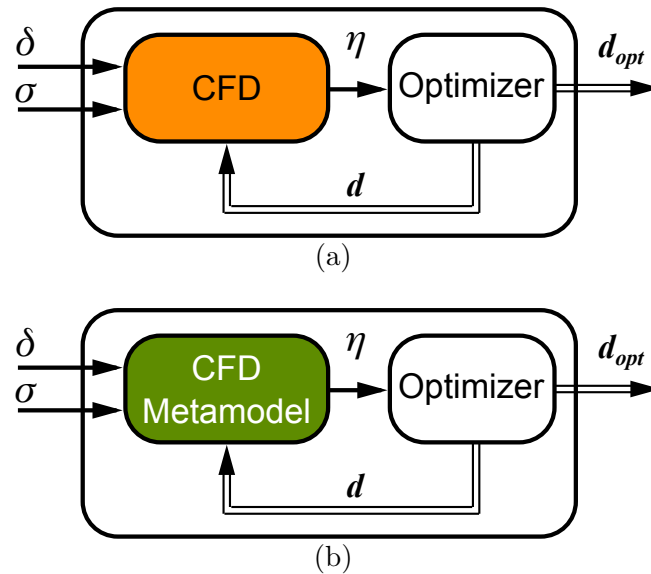 δ
σ
CFD
η
Optimizer
d_opt
d
(a)
δ
σ
CFD
Metamodel
η
Optimizer
d_opt
d
(b)